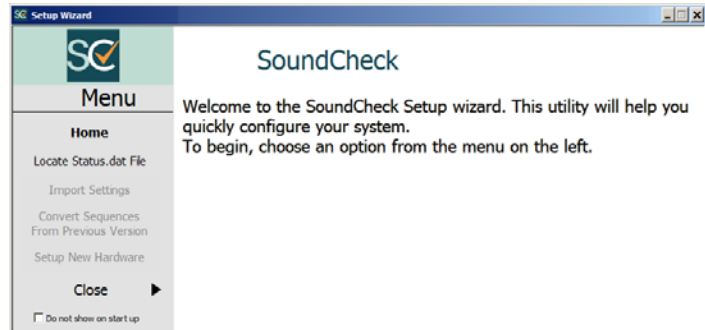 SC Setup Wizard
SC
SoundCheck
Menu
Welcome to the SoundCheck Setup wizard. This utility will help you
quickly configure your system.
To begin, choose an option from the menu on the left.
Home
Locate Status.dat File
Import Settings
Convert Sequences
From Previous Version
Setup New Hardware
Close
Do not show on start up